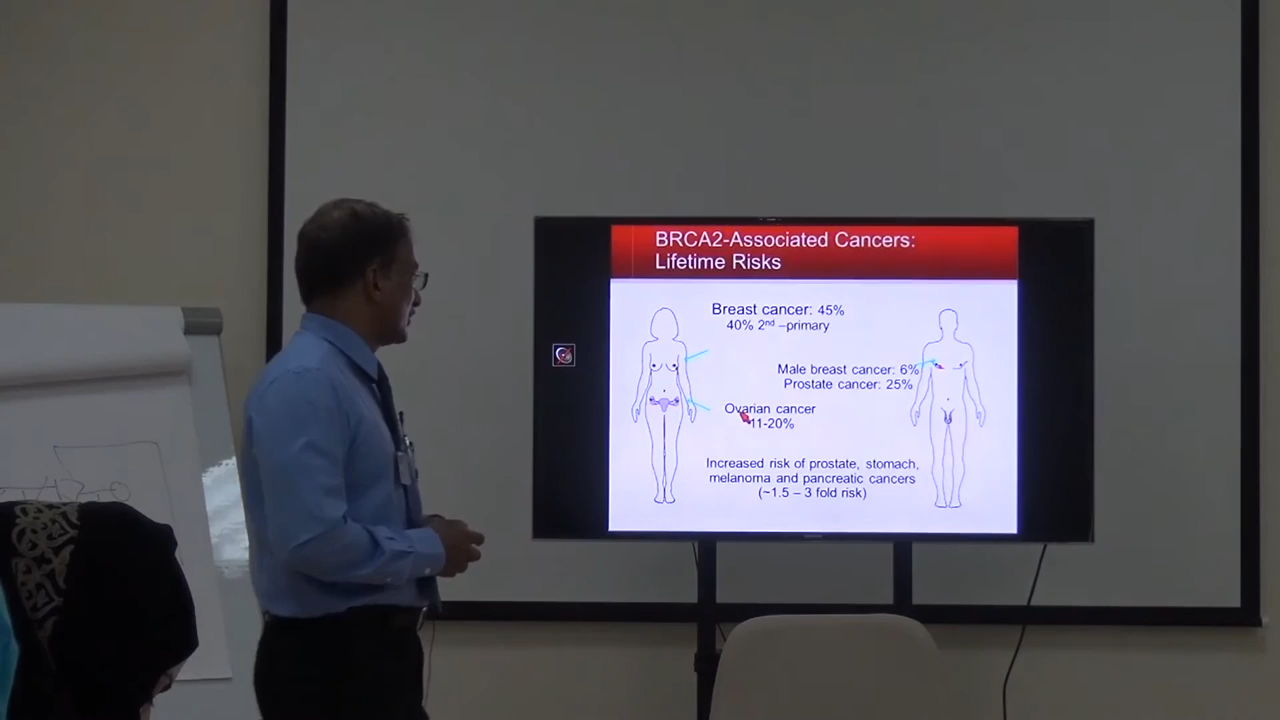 BRCA2-Associated Cancers:
Lifetime Risks
Breast cancer: 45%
40% 2nd –primary
Male breast cancer: 6%
Prostate cancer: 25%
Ovarian cancer
11-20%
Increased risk of prostate, stomach,
melanoma and pancreatic cancers
(~1.5 – 3 fold risk)